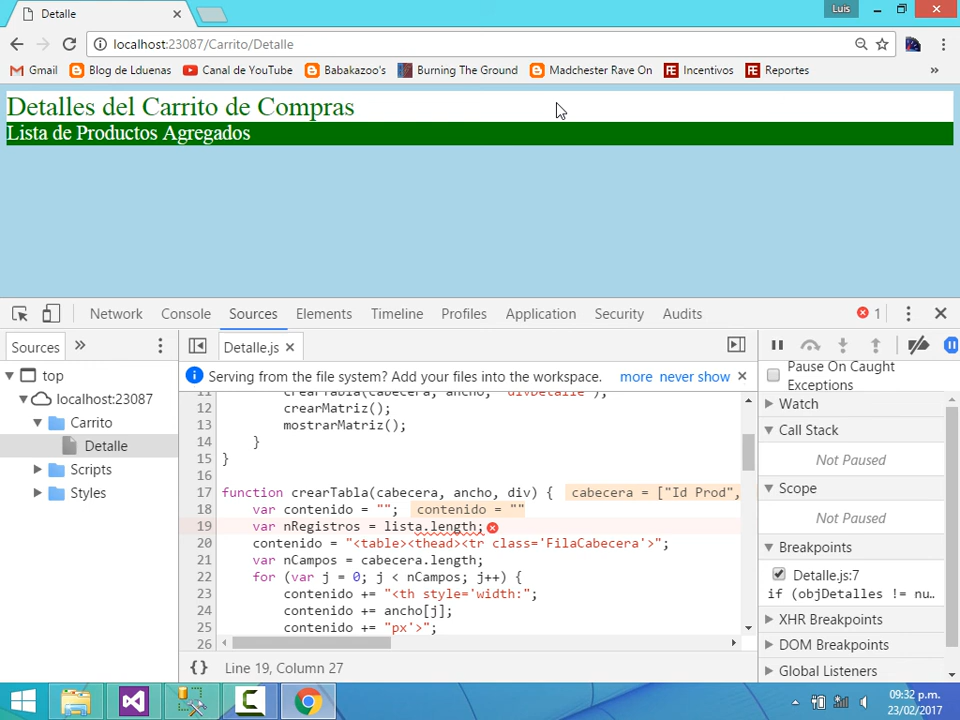 Detalle
Luis
localhost:23087/Carrito/Detalle
Gmail Blog de Lduenas Canal de YouTube Babakazoo's Burning The Ground Madchester Rave On Incentivos Reportes »
Detalles del Carrito de Compras
Lista de Productos Agregados
Network Console Sources Elements Timeline Profiles Application Security Audits 1
Sources » Detalle.js
top
localhost:23087
Carrito
Detalle
Scripts
Styles
Serving from the file system? Add your files into the workspace. more never show
11 crearTabla(cabecera, ancho, "divDetalle");
12 crearMatriz();
13 mostrarMatriz();
14 }
15 }
16
17 function crearTabla(cabecera, ancho, div) { cabecera = ["Id Prod",
18 var contenido = ""; contenido = ""
19 var nRegistros = lista.length;
20 contenido = "<table><thead><tr class='FilaCabecera'>";
21 var nCampos = cabecera.length;
22 for (var j = 0; j < nCampos; j++) {
23 contenido += "<th style='width:";
24 contenido += ancho[j];
25 contenido += "px'>";
26
{} Line 19, Column 27
Pause On Caught
Exceptions
Watch
Call Stack
Not Paused
Scope
Not Paused
Breakpoints
Detalle.js:7
if (objDetalles != nu…
XHR Breakpoints
DOM Breakpoints
Global Listeners
09:32 p.m.
23/02/2017